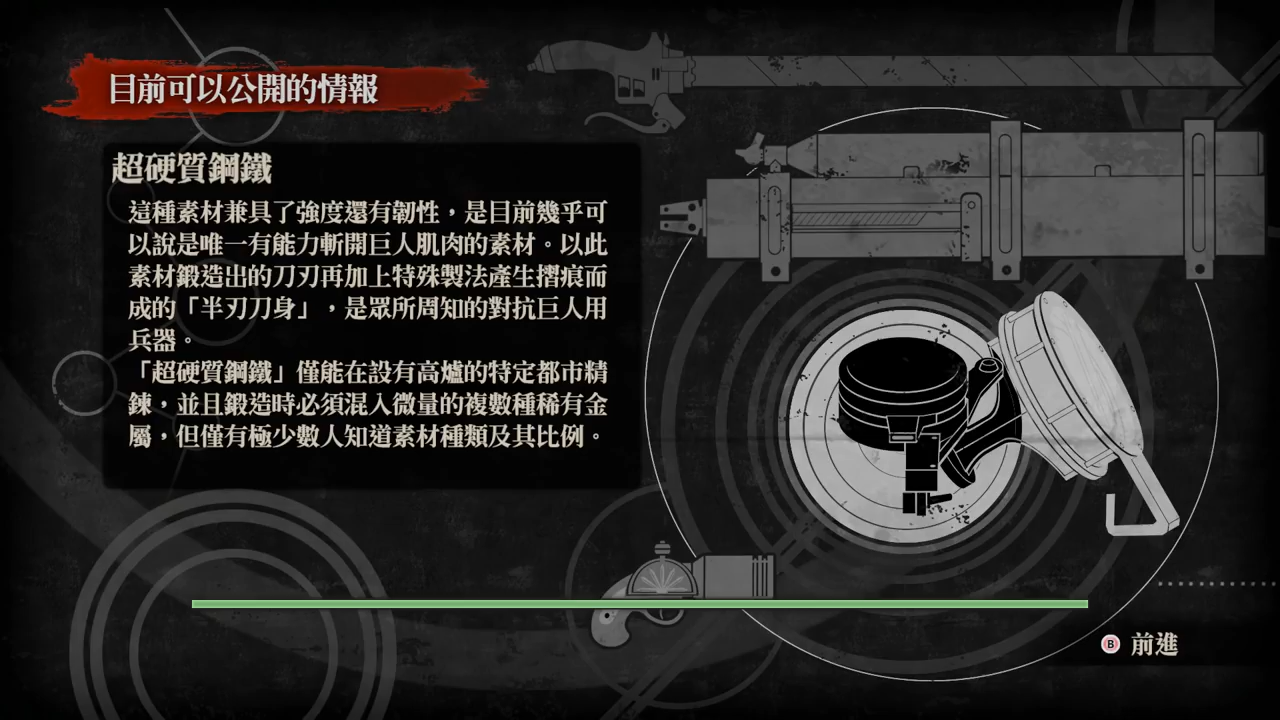 目前可以公開的情報
超硬質鋼鐵
這種素材兼具了強度還有韌性，是目前幾乎可
以說是唯一有能力斬開巨人肌肉的素材。以此
素材鍛造出的刀刃再加上特殊製法產生摺痕而
成的「半刃刀身」，是眾所周知的對抗巨人用
兵器。
「超硬質鋼鐵」僅能在設有高爐的特定都市精
鍊，並且鍛造時必須混入微量的複數種稀有金
屬，但僅有極少數人知道素材種類及其比例。
B 前進